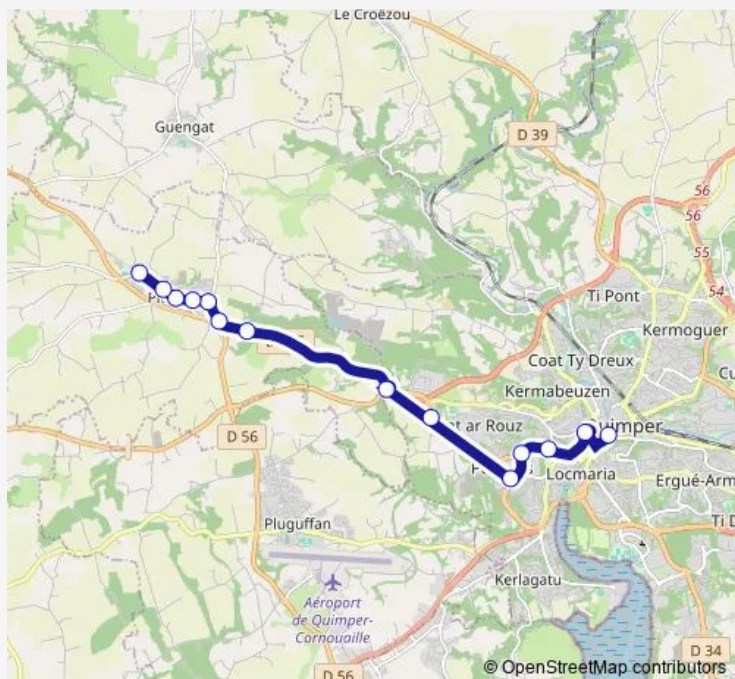 Le Croëzou
Guengat
D 39
56
56
55
54
Ti Pont
Kermoguer
Coat Ty Dreux
Kermabeuzen
D 56
Locmaria
Pluguffan
Kerlagatu
Aéroport
de Quimper-
Cornouaille
D 34
D 56
© OpenStreetMap contributors